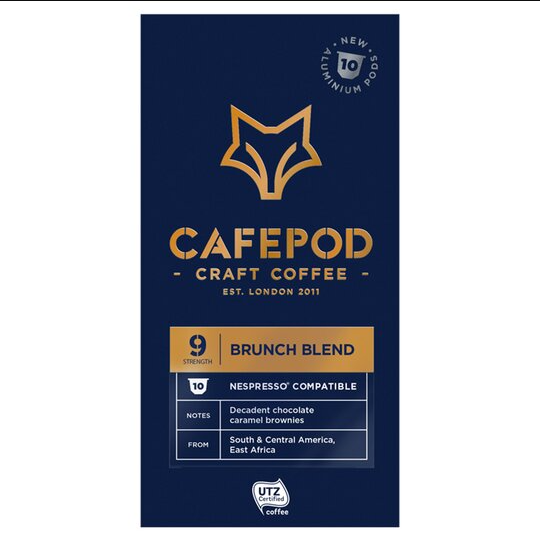 • NEW •
ALUMINIUM PODS
10
CAFEPOD
- CRAFT COFFEE -
EST. LONDON 2011
9
STRENGTH
BRUNCH BLEND
10
NESPRESSO® COMPATIBLE
NOTES
Decadent chocolate
caramel brownies
FROM
South & Central America,
East Africa
UTZ
Certified
coffee